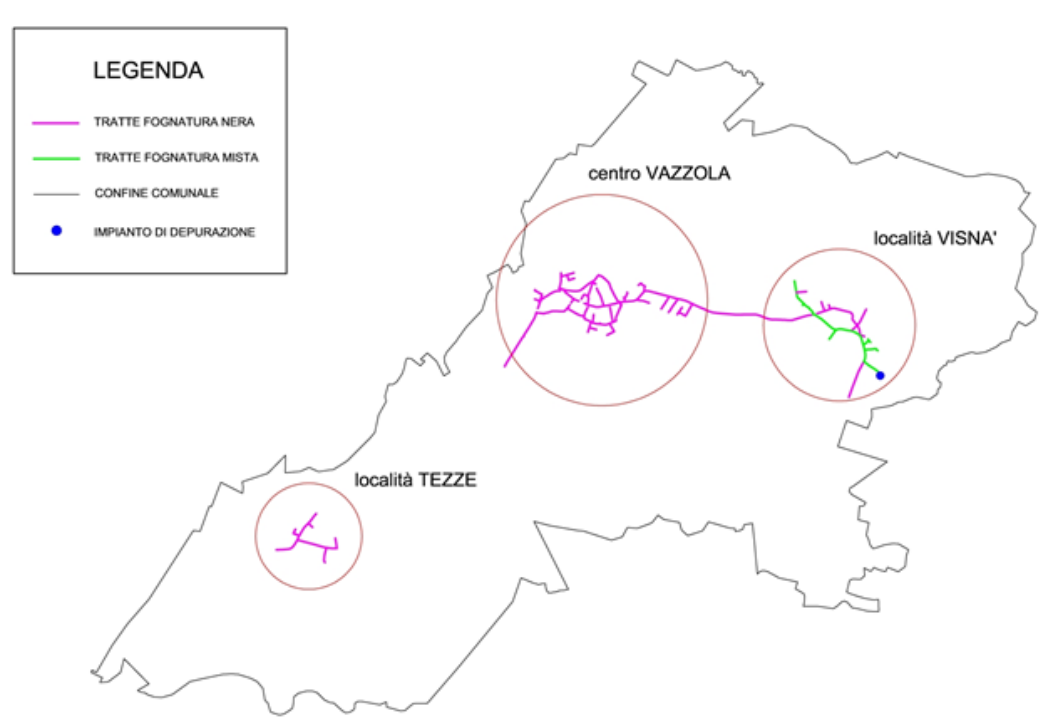 LEGENDA
TRATTE FOGNATURA NERA
TRATTE FOGNATURA MISTA
CONFINE COMUNALE
IMPIANTO DI DEPURAZIONE
centro VAZZOLA
località VISNA'
località TEZZE